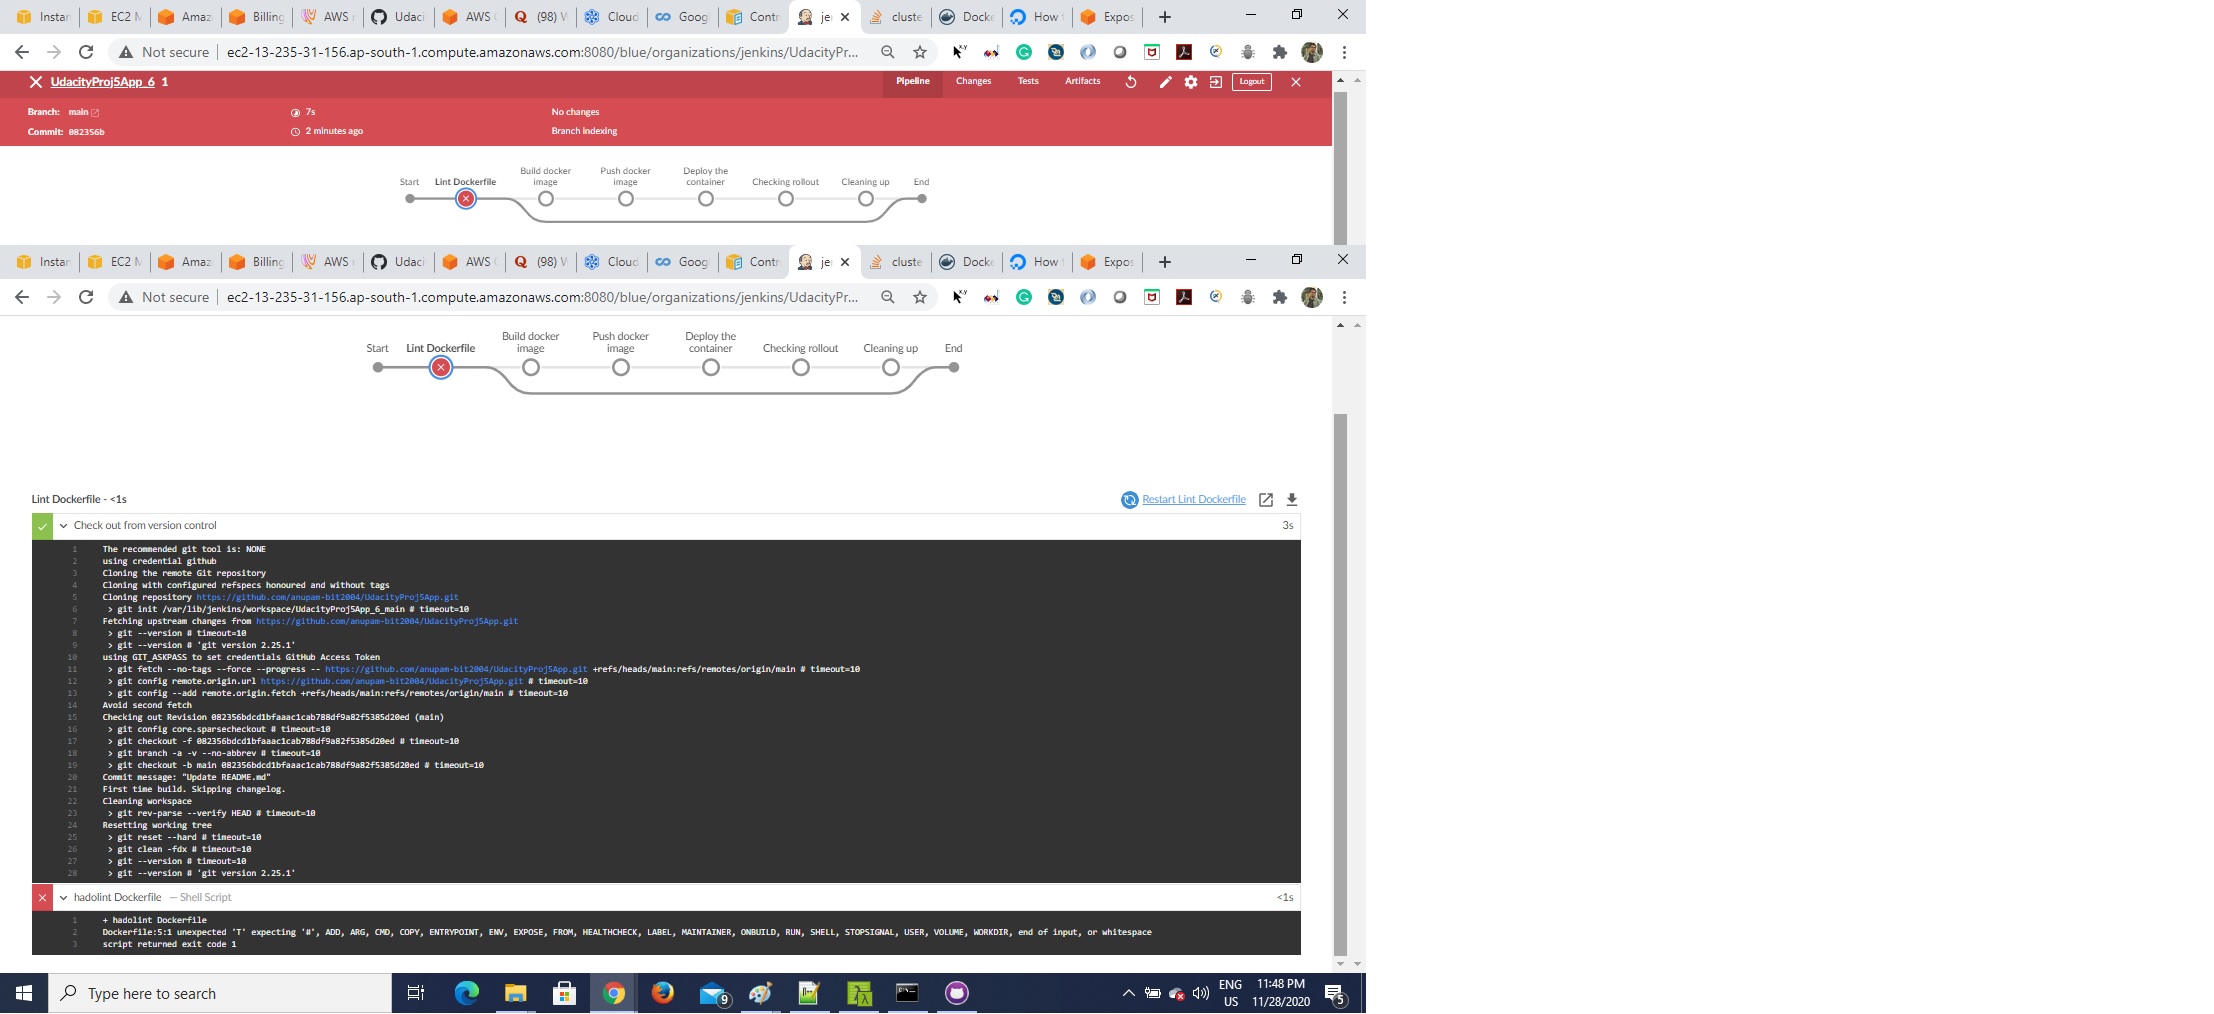 Instan EC2 M Amaz Billing AWS Udaci AWS (98) W Cloud Goog Contr je cluste Docke How Expos
Not secure ec2-13-235-31-156.ap-south-1.compute.amazonaws.com:8080/blue/organizations/jenkins/UdacityPr...
UdacityProj5App_6 1 Pipeline Changes Tests Artifacts Logout
Branch: main 7s No changes
Commit: 082356b 2 minutes ago Branch indexing
Start Lint Dockerfile Build docker image Push docker image Deploy the container Checking rollout Cleaning up End
Instan EC2 M Amaz Billing AWS Udaci AWS (98) W Cloud Goog Contr je cluste Docke How Expos
Not secure ec2-13-235-31-156.ap-south-1.compute.amazonaws.com:8080/blue/organizations/jenkins/UdacityPr...
Start Lint Dockerfile Build docker image Push docker image Deploy the container Checking rollout Cleaning up End
Lint Dockerfile - <1s Restart Lint Dockerfile
Check out from version control 3s
1 The recommended git tool is: NONE
2 using credential github
3 Cloning the remote Git repository
4 Cloning with configured refspecs honoured and without tags
5 Cloning repository https://github.com/anupam-bit2004/UdacityProj5App.git
6 > git init /var/lib/jenkins/workspace/UdacityProj5App_6_main # timeout=10
7 Fetching upstream changes from https://github.com/anupam-bit2004/UdacityProj5App.git
8 > git --version # timeout=10
9 > git --version # 'git version 2.25.1'
10 using GIT_ASKPASS to set credentials GitHub Access Token
11 > git fetch --no-tags --force --progress -- https://github.com/anupam-bit2004/UdacityProj5App.git +refs/heads/main:refs/remotes/origin/main # timeout=10
12 > git config remote.origin.url https://github.com/anupam-bit2004/UdacityProj5App.git # timeout=10
13 > git config --add remote.origin.fetch +refs/heads/main:refs/remotes/origin/main # timeout=10
14 Avoid second fetch
15 Checking out Revision 082356bdcd1bfaaac1cab788df9a82f5385d20ed (main)
16 > git config core.sparsecheckout # timeout=10
17 > git checkout -f 082356bdcd1bfaaac1cab788df9a82f5385d20ed # timeout=10
18 > git branch -a -v --no-abbrev # timeout=10
19 > git checkout -b main 082356bdcd1bfaaac1cab788df9a82f5385d20ed # timeout=10
20 Commit message: "Update README.md"
21 First time build. Skipping changelog.
22 Cleaning workspace
23 > git rev-parse --verify HEAD # timeout=10
24 Resetting working tree
25 > git reset --hard # timeout=10
26 > git clean -fdx # timeout=10
27 > git --version # timeout=10
28 > git --version # 'git version 2.25.1'
hadolint Dockerfile — Shell Script <1s
1 + hadolint Dockerfile
2 Dockerfile:5:1 unexpected 'T' expecting '#', ADD, ARG, CMD, COPY, ENTRYPOINT, ENV, EXPOSE, FROM, HEALTHCHECK, LABEL, MAINTAINER, ONBUILD, RUN, SHELL, STOPSIGNAL, USER, VOLUME, WORKDIR, end of input, or whitespace
3 script returned exit code 1
Type here to search 9 ENG 11:48 PM
US 11/28/2020 5